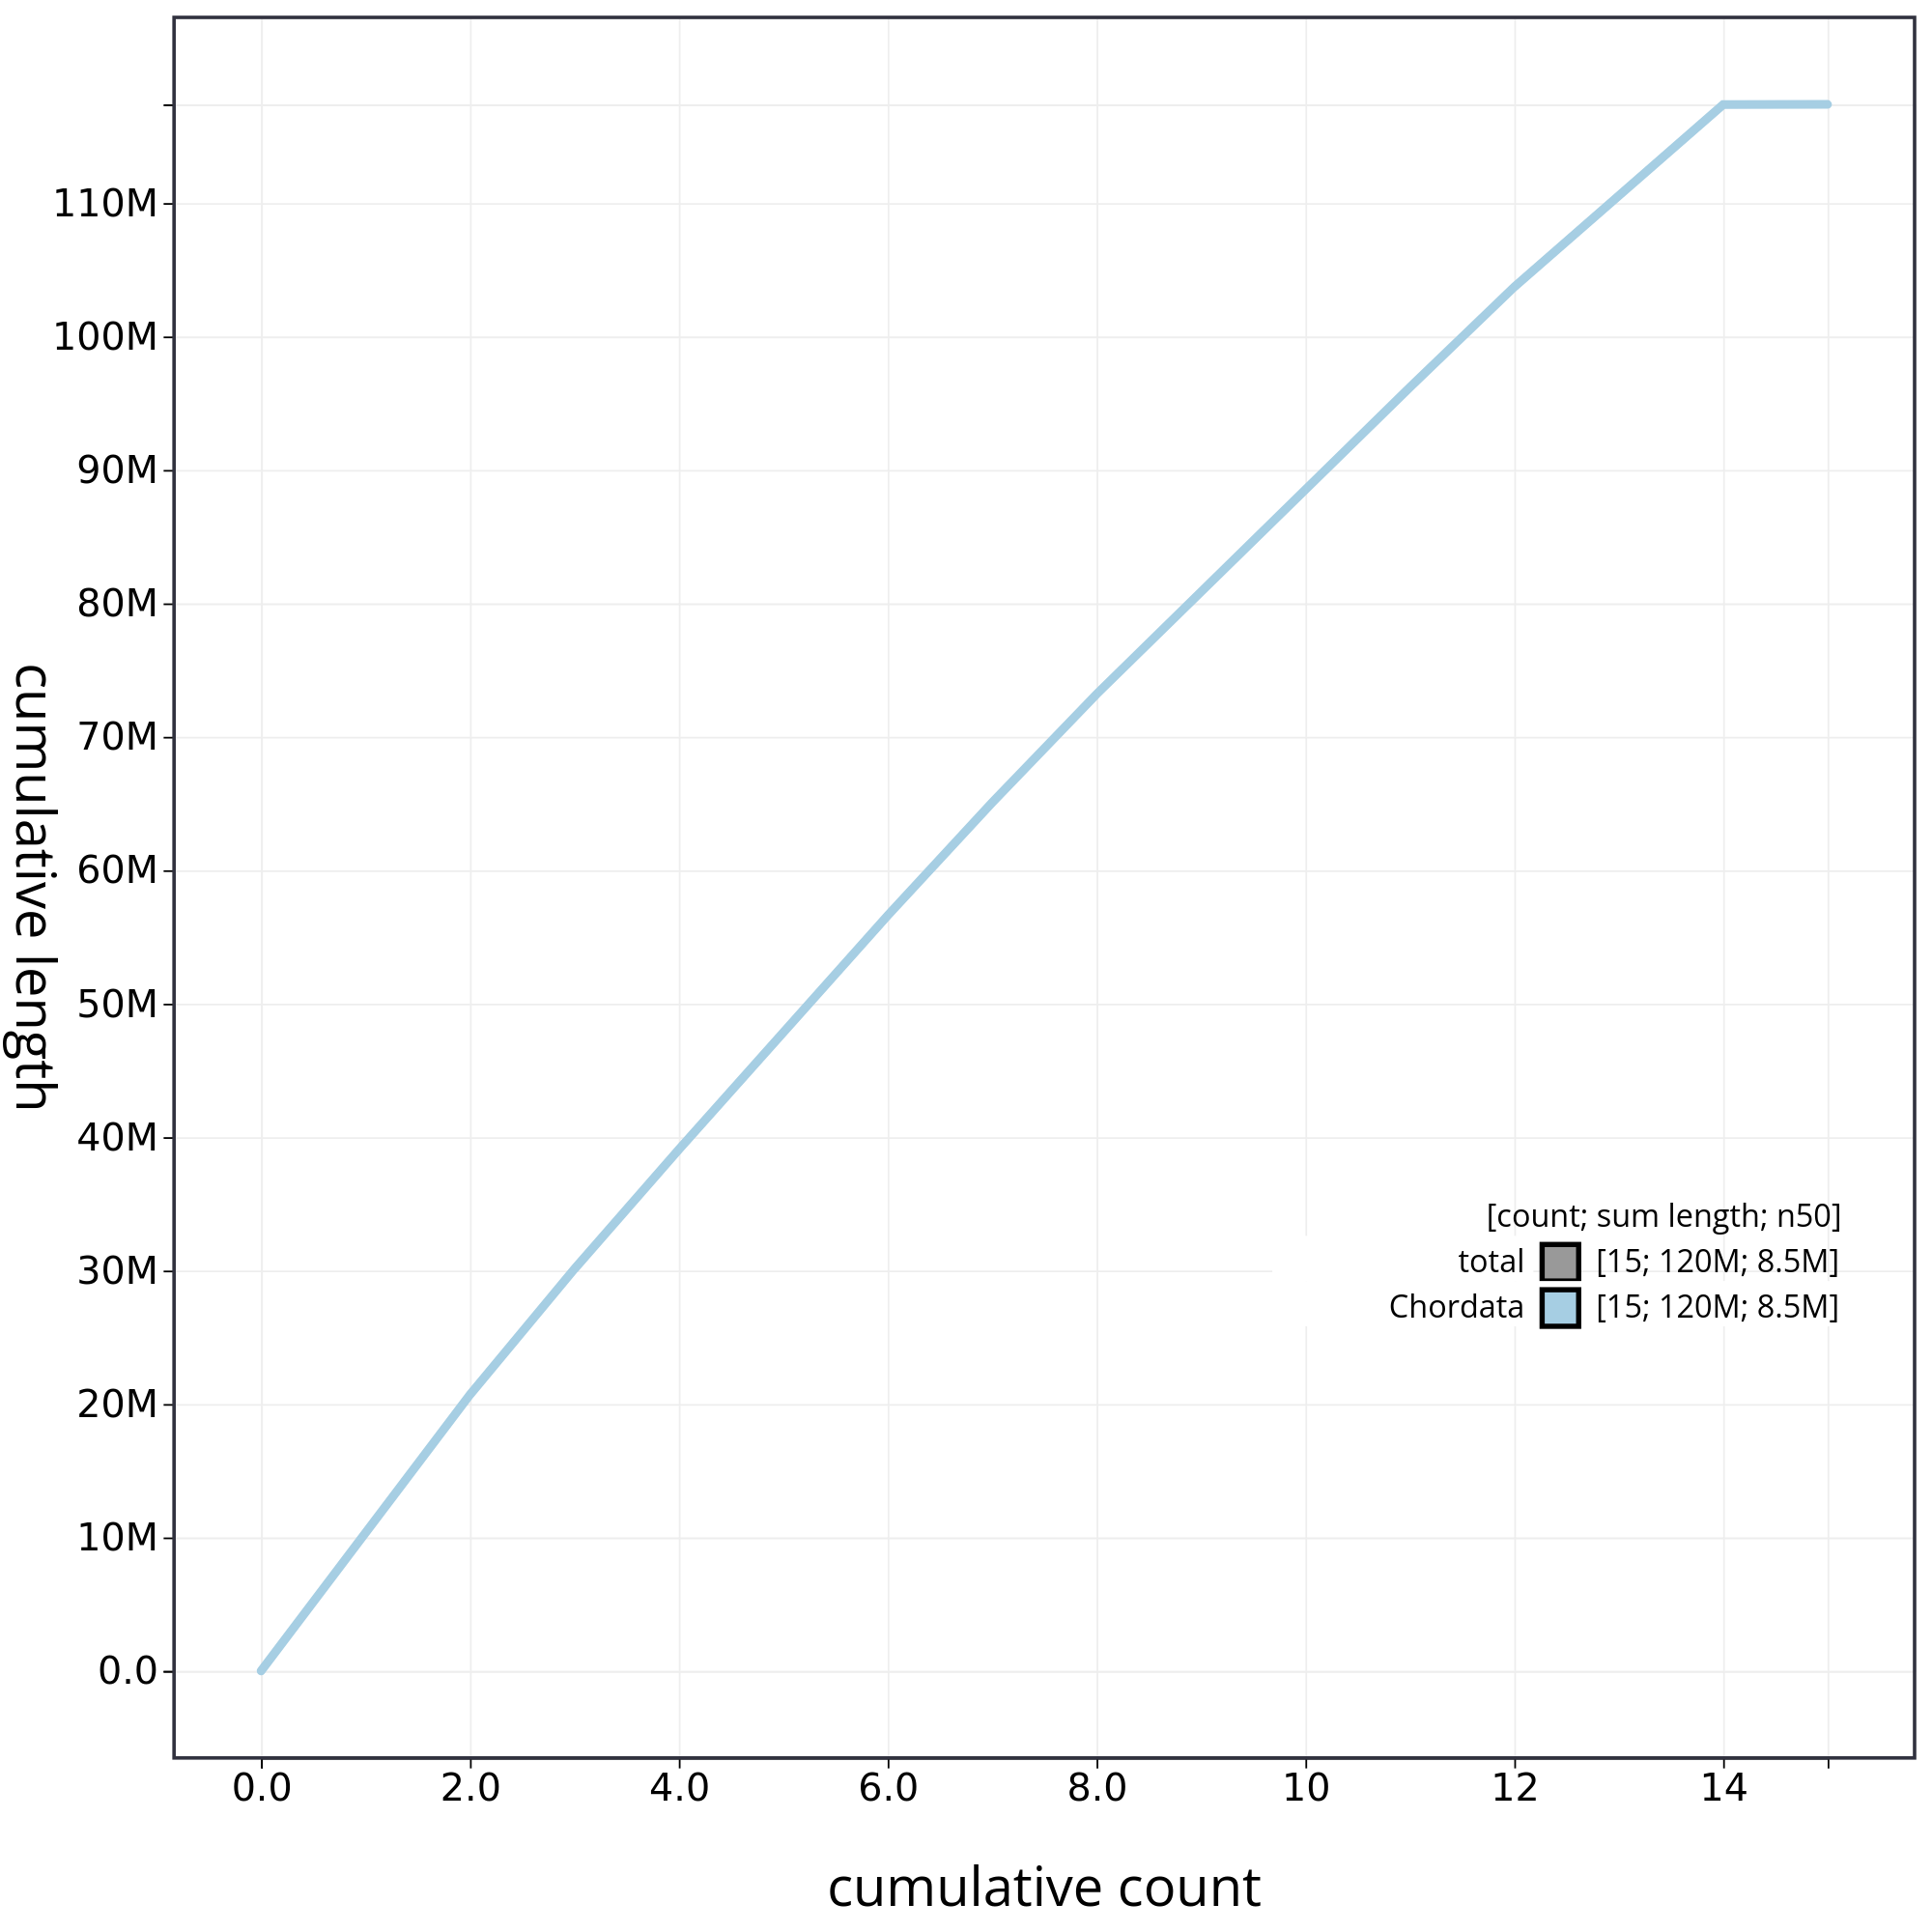 110M
100M
90M
80M
70M
60M
50M
40M
30M
20M
10M
0.0
cumulative length
[count; sum length; n50]
total [15; 120M; 8.5M]
Chordata [15; 120M; 8.5M]
0.0 2.0 4.0 6.0 8.0 10 12 14
cumulative count